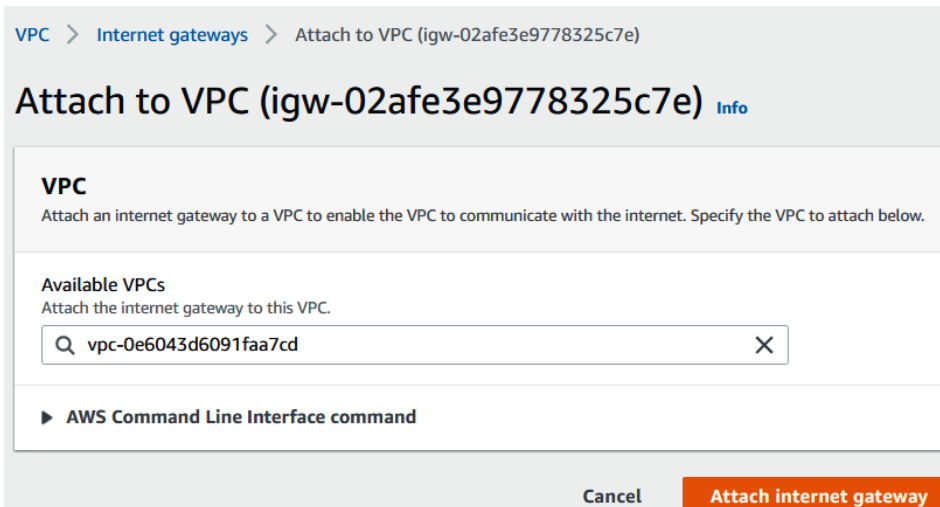 VPC > Internet gateways > Attach to VPC (igw-02afe3e9778325c7e)
Attach to VPC (igw-02afe3e9778325c7e) Info
VPC
Attach an internet gateway to a VPC to enable the VPC to communicate with the internet. Specify the VPC to attach below.
Available VPCs
Attach the internet gateway to this VPC.
vpc-0e6043d6091faa7cd
AWS Command Line Interface command
Cancel Attach internet gateway